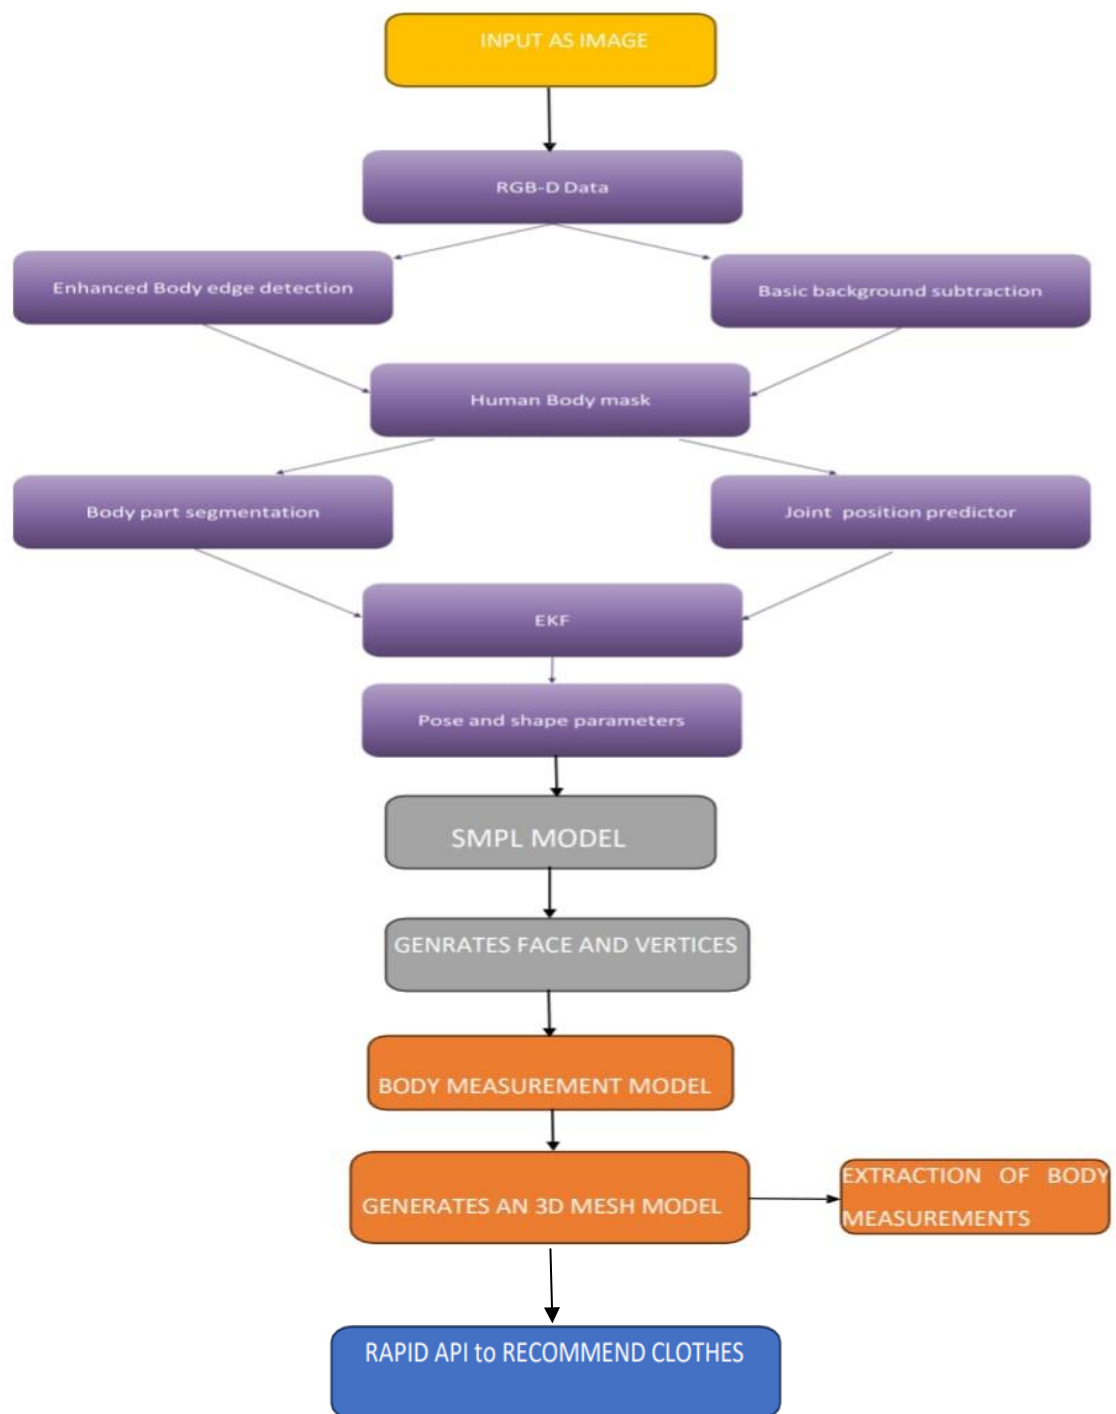 INPUT AS IMAGE
RGB-D Data
Enhanced Body edge detection
Basic background subtraction
Human Body mask
Body part segmentation
Joint position predictor
EKF
Pose and shape parameters
SMPL MODEL
GENRATES FACE AND VERTICES
BODY MEASUREMENT MODEL
GENERATES AN 3D MESH MODEL
EXTRACTION OF BODY
MEASUREMENTS
RAPID API to RECOMMEND CLOTHES